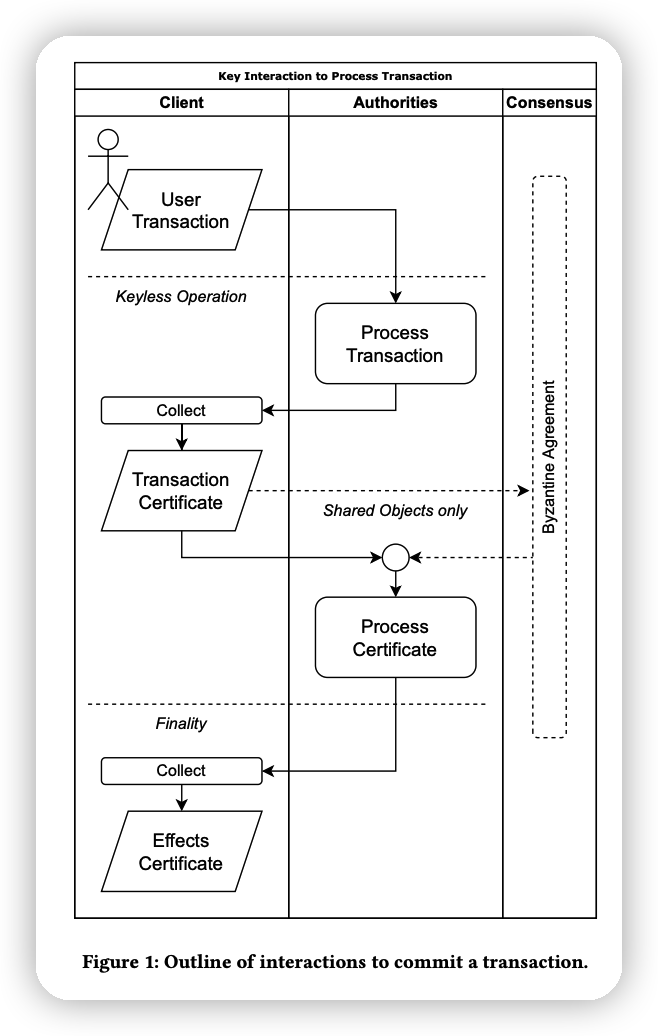 Key Interaction to Process Transaction
Client
Authorities
Consensus
User
Transaction
Keyless Operation
Process
Transaction
Collect
Transaction
Certificate
Shared Objects only
Byzantine Agreement
Process
Certificate
Finality
Collect
Effects
Certificate
Figure 1: Outline of interactions to commit a transaction.